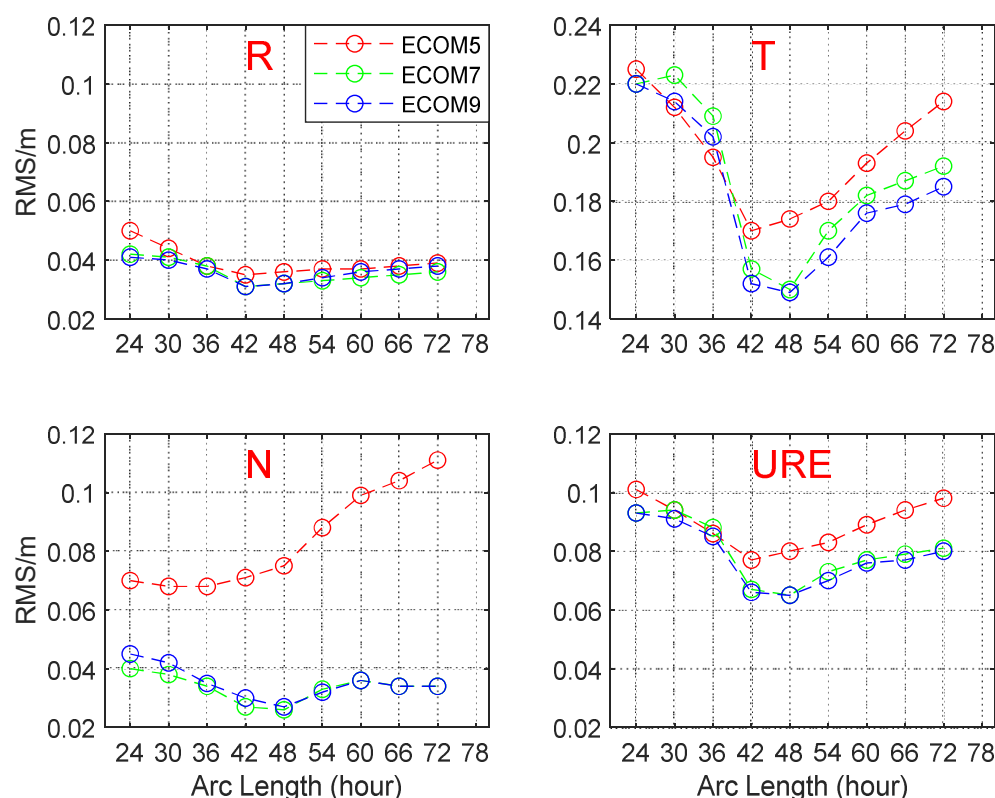 0.12
0.1
0.08
0.06
0.04
0.02
RMS/m
R
ECOM5
ECOM7
ECOM9
24 30 36 42 48 54 60 66 72 78
0.24
0.22
0.2
0.18
0.16
0.14
T
24 30 36 42 48 54 60 66 72 78
0.12
0.1
0.08
0.06
0.04
0.02
RMS/m
N
24 30 36 42 48 54 60 66 72 78
Arc Length (hour)
0.12
0.1
0.08
0.06
0.04
0.02
URE
24 30 36 42 48 54 60 66 72 78
Arc Length (hour)